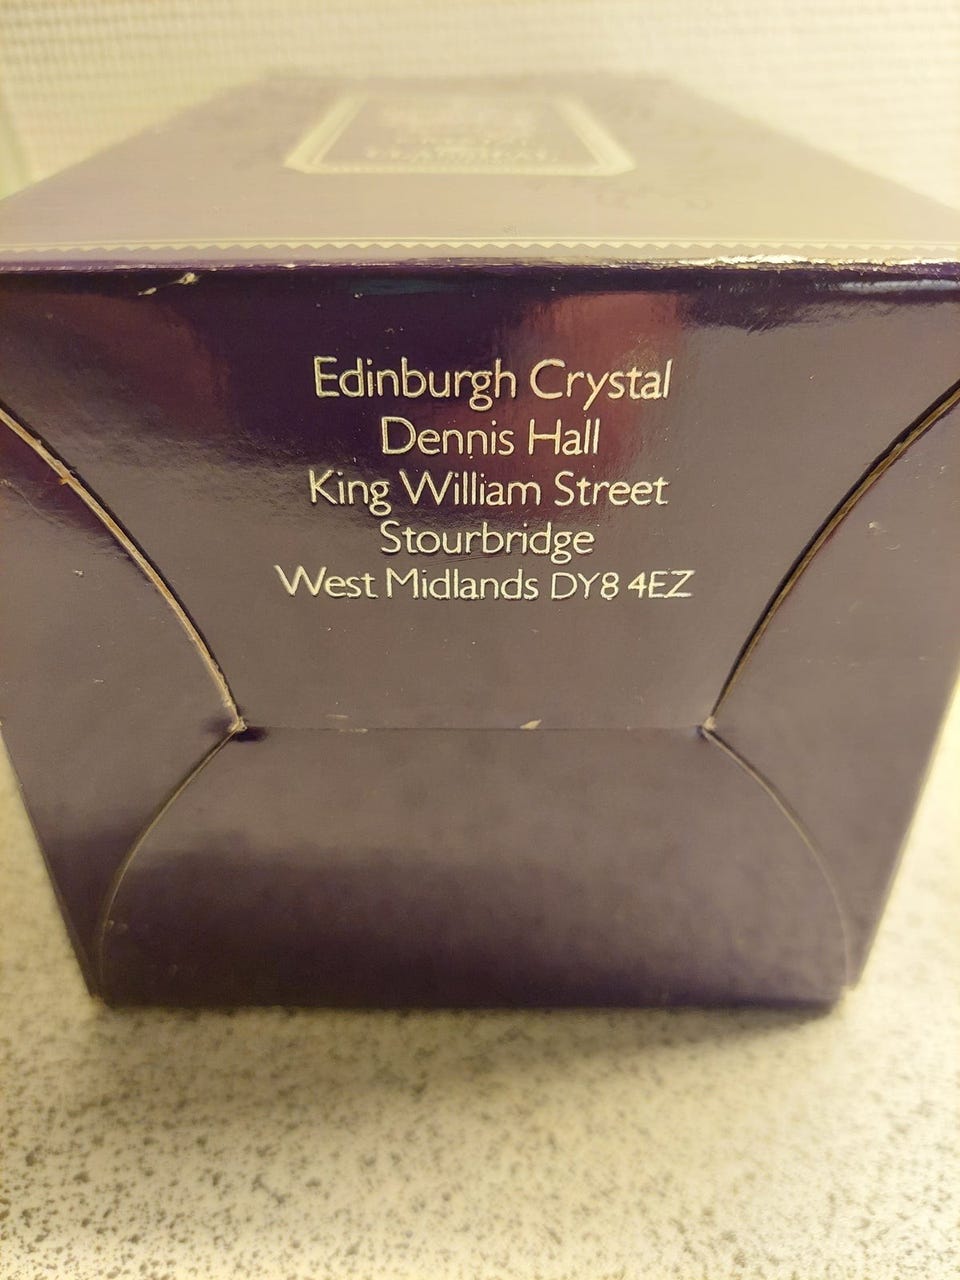 Edinburgh Crystal
Dennis Hall
King William Street
Stourbridge
West Midlands DY8 4EZ